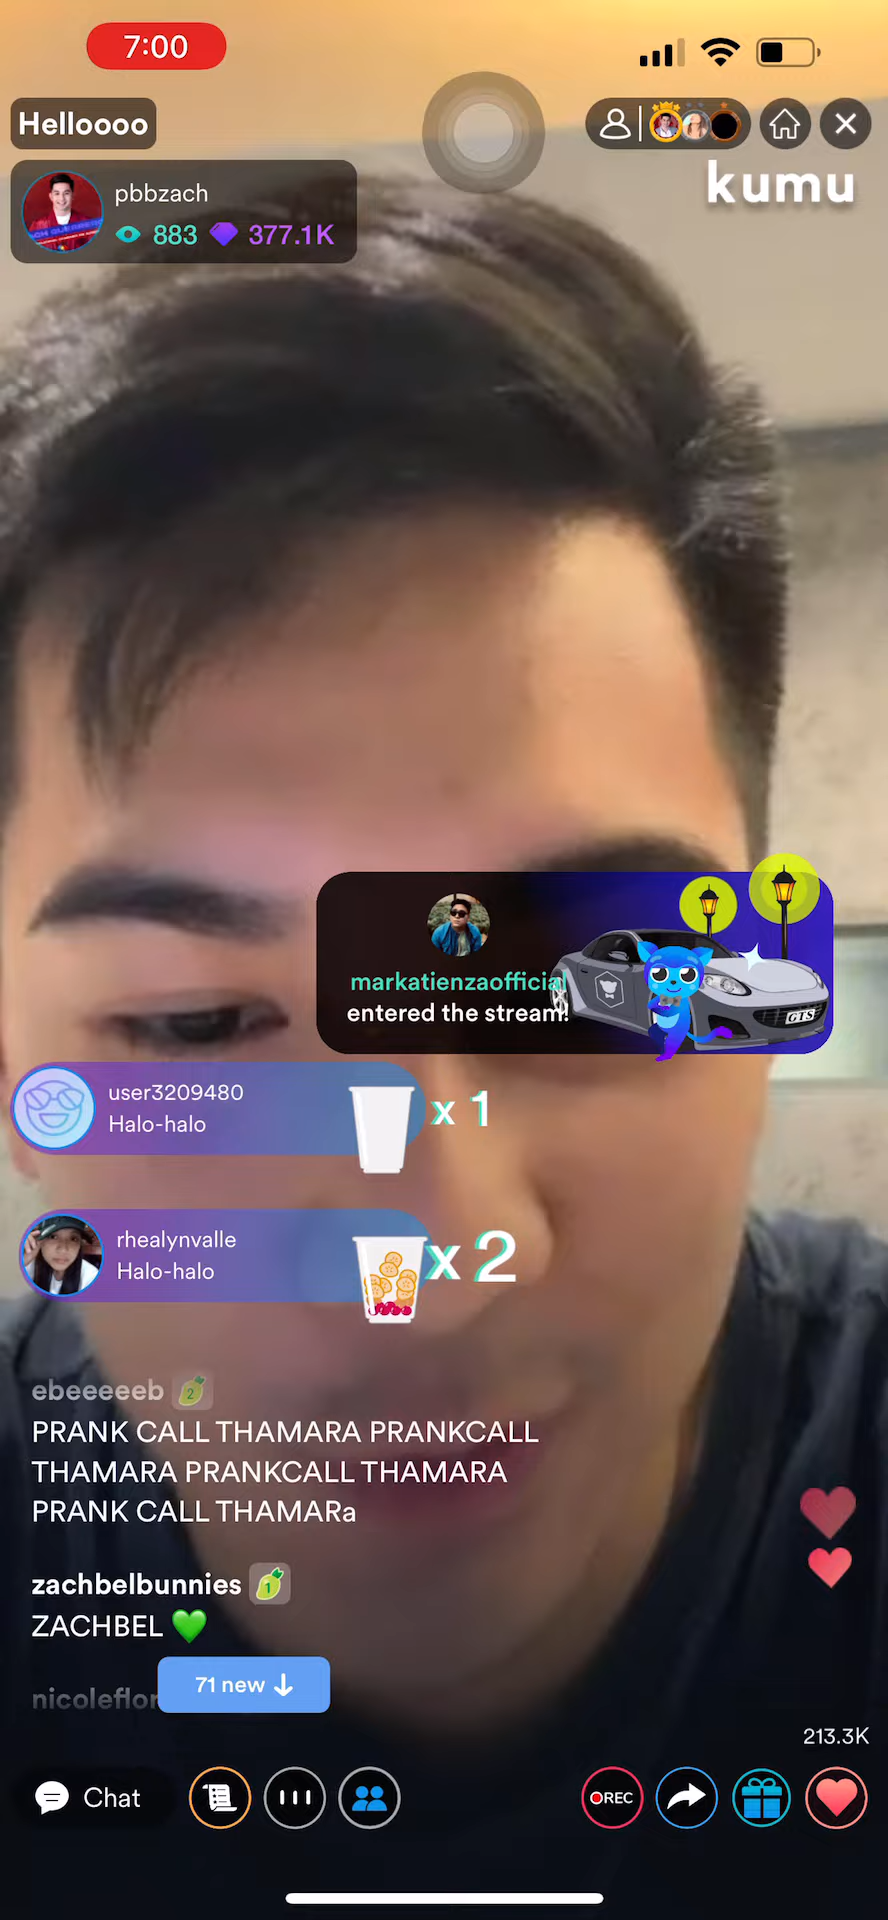 7:00
Helloooo
kumu
pbbzach
883 377.1K
markatienzaofficial
entered the stream!
GTS
user3209480
Halo-halo
x 1
rhealynvalle
Halo-halo
x 2
ebeeeeeb 2
PRANK CALL THAMARA PRANKCALL
THAMARA PRANKCALL THAMARA
PRANK CALL THAMARa
zachbelbunnies 1
ZACHBEL 💚
71 new ↓
213.3K
Chat
REC